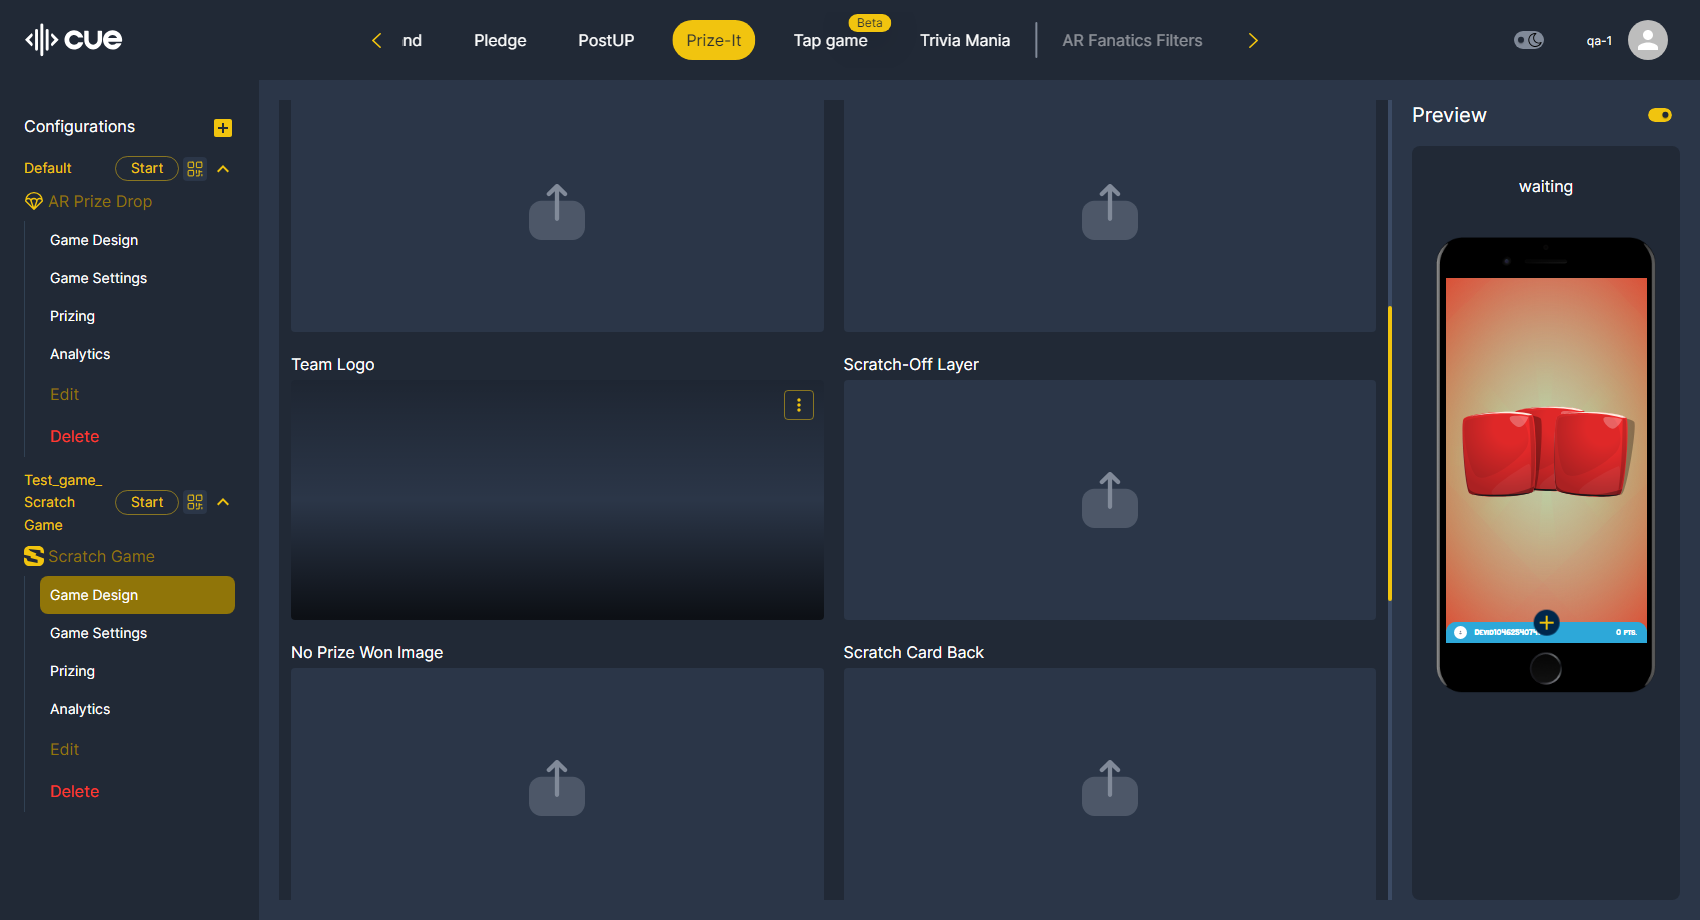 cue
nd
Pledge
PostUP
Prize-It
Beta
Tap game
Trivia Mania
AR Fanatics Filters
qa-1
Configurations
Default
Start
AR Prize Drop
Game Design
Game Settings
Prizing
Analytics
Edit
Delete
Test_game_
Scratch
Game
Start
Scratch Game
Game Design
Game Settings
Prizing
Analytics
Edit
Delete
Team Logo
Scratch-Off Layer
No Prize Won Image
Scratch Card Back
Preview
waiting
0 PTS.